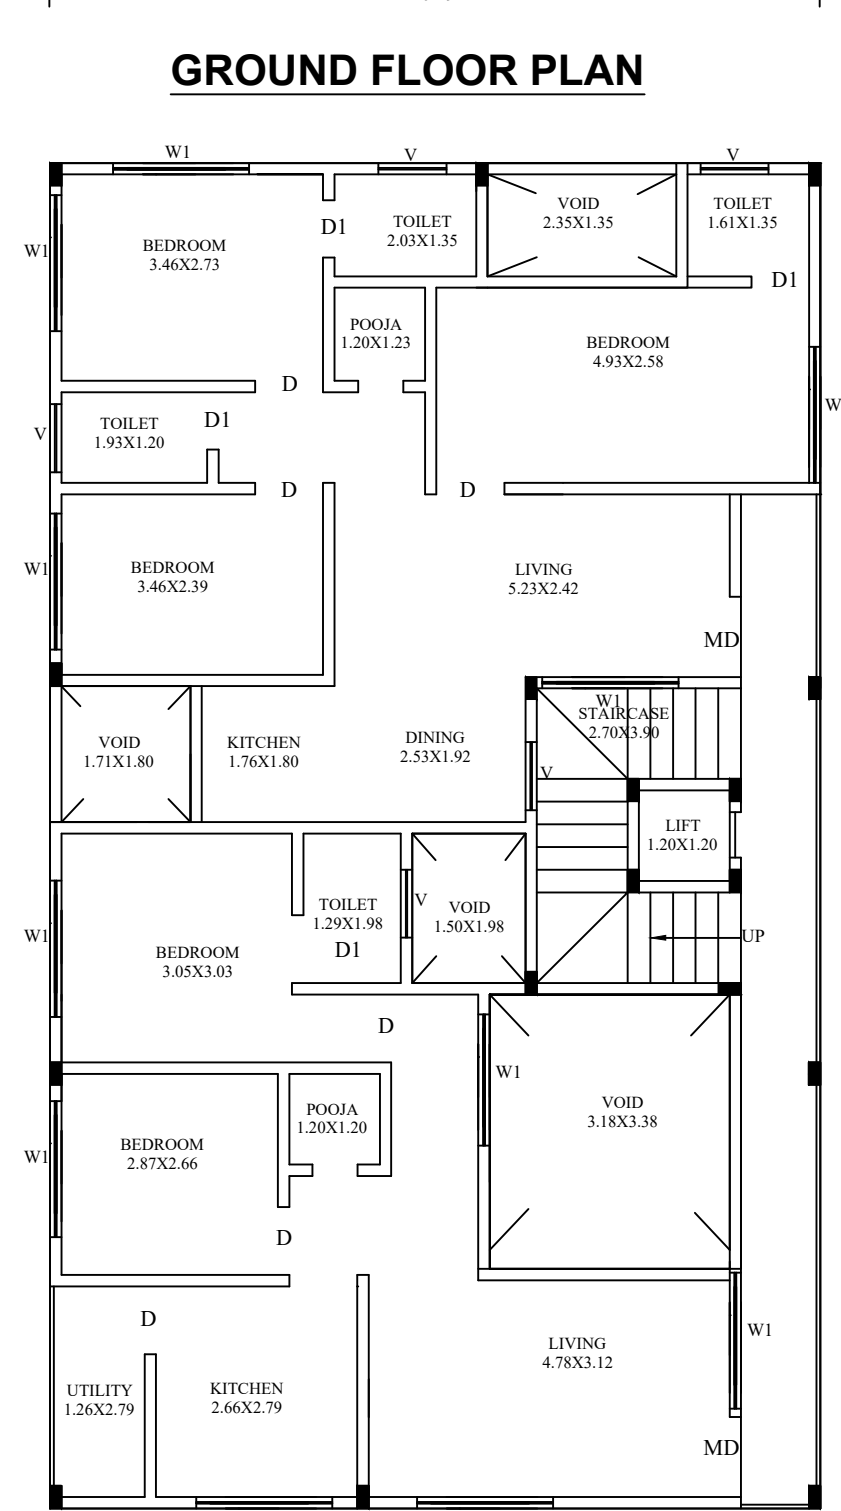 GROUND FLOOR PLAN
W1
V
V
W1
BEDROOM
3.46X2.73
D1
TOILET
2.03X1.35
VOID
2.35X1.35
TOILET
1.61X1.35
D1
POOJA
1.20X1.23
BEDROOM
4.93X2.58
D
W
V
TOILET
1.93X1.20
D1
D
D
W1
BEDROOM
3.46X2.39
LIVING
5.23X2.42
MD
W1
STAIRCASE
2.70X3.90
VOID
1.71X1.80
KITCHEN
1.76X1.80
DINING
2.53X1.92
V
LIFT
1.20X1.20
W1
BEDROOM
3.05X3.03
TOILET
1.29X1.98
D1
V
VOID
1.50X1.98
UP
D
W1
VOID
3.18X3.38
W1
BEDROOM
2.87X2.66
POOJA
1.20X1.20
D
D
W1
LIVING
4.78X3.12
UTILITY
1.26X2.79
KITCHEN
2.66X2.79
MD